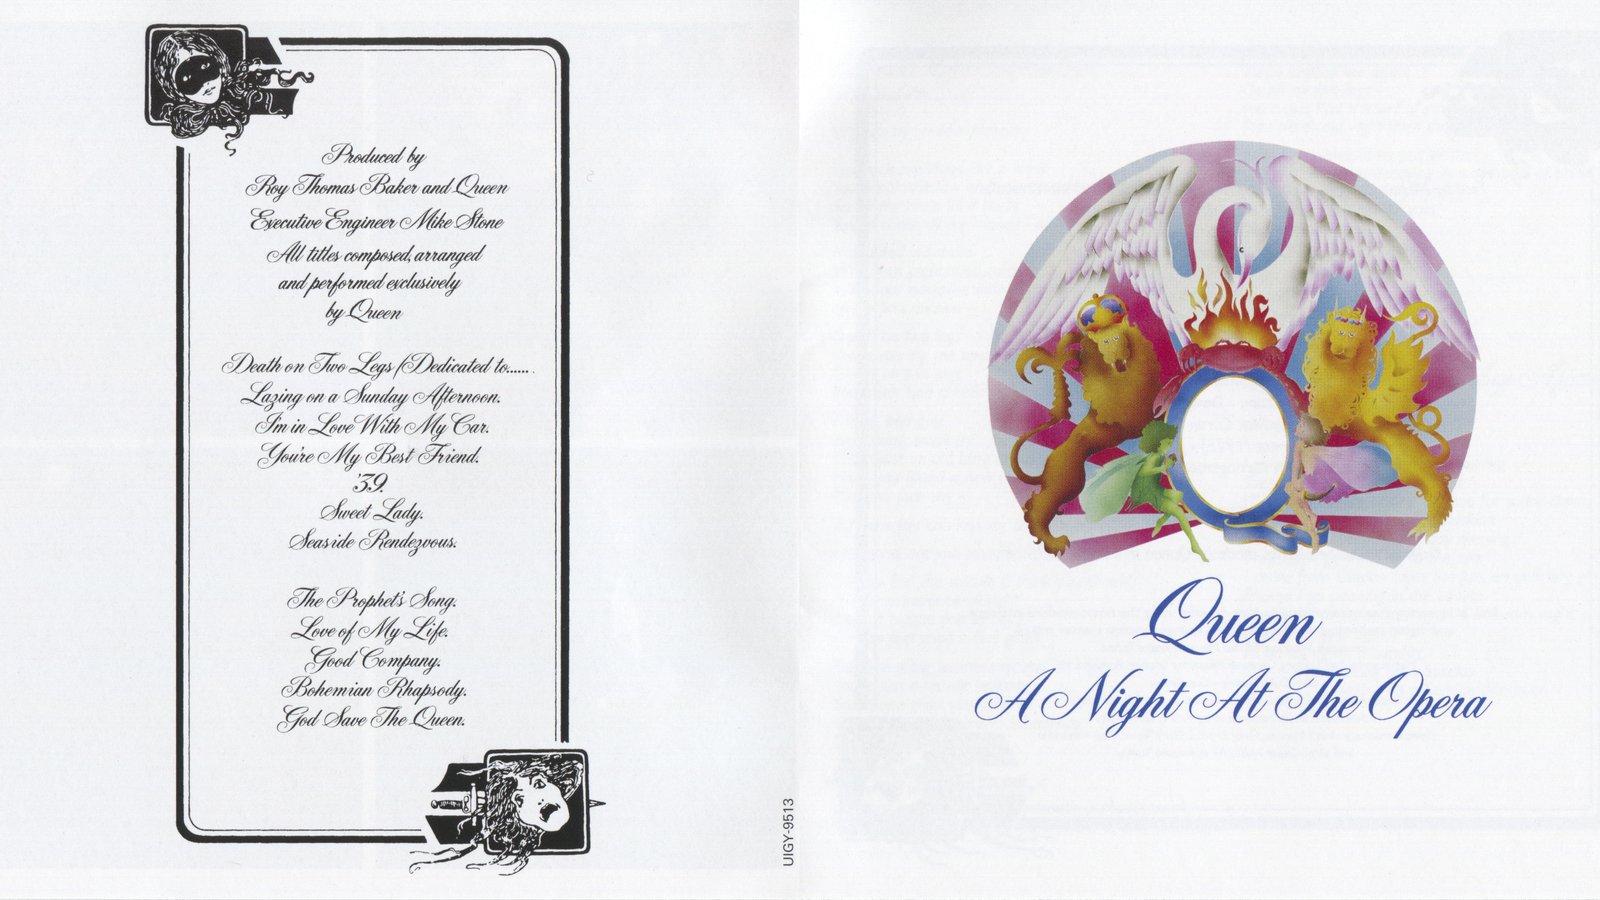 Produced by
Roy Thomas Baker and Queen
Executive Engineer Mike Stone
All titles composed, arranged
and performed exclusively
by Queen
Death on Two Legs (Dedicated to......
Lazing on a Sunday Afternoon.
I'm in Love With My Car.
You're My Best Friend.
'39.
Sweet Lady.
Seaside Rendezvous.
The Prophet's Song.
Love of My Life.
Good Company.
Bohemian Rhapsody.
God Save The Queen.
UIGY-9513
Queen
A Night At The Opera